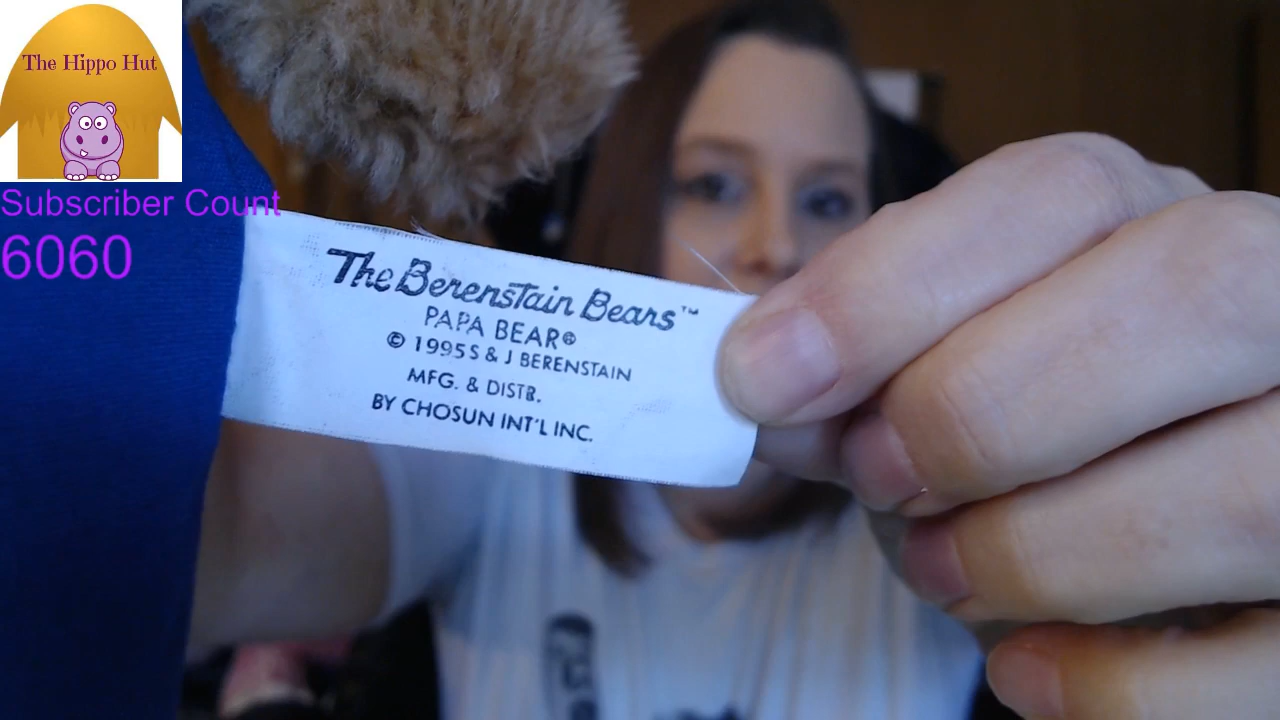 The Hippo Hut
Subscriber Count
6060
The Berenstain Bears™
PAPA BEAR®
© 1995 S & J BERENSTAIN
MFG. & DISTR.
BY CHOSUN INT'L INC.